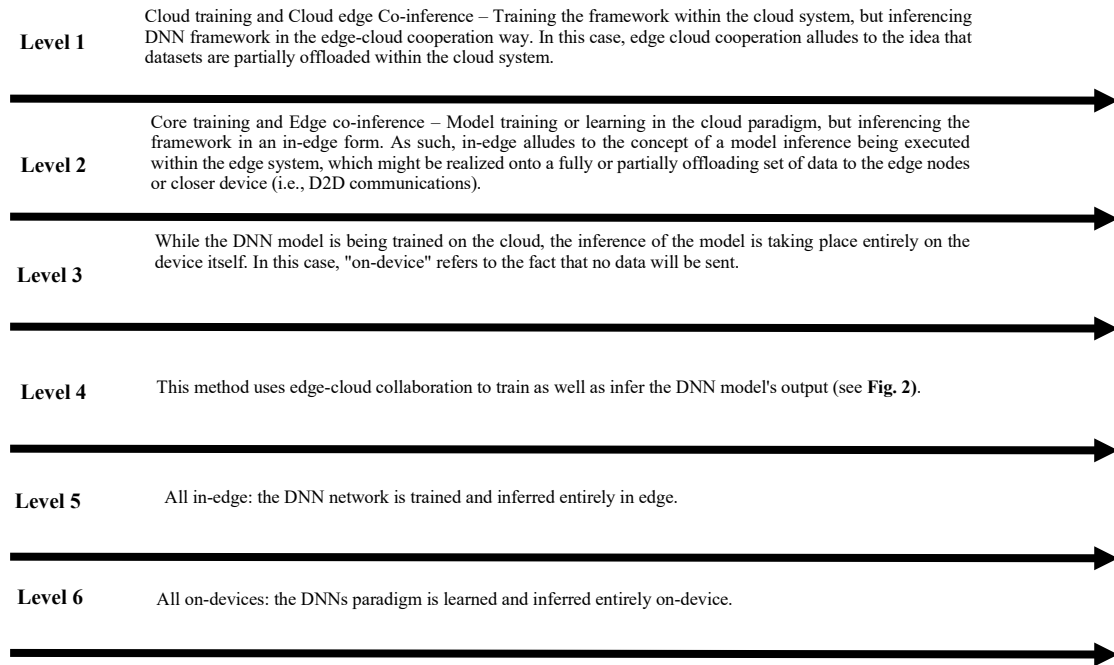 Cloud training and Cloud edge Co-inference – Training the framework within the cloud system, but inferencing
Level 1
DNN framework in the edge-cloud cooperation way. In this case, edge cloud cooperation alludes to the idea that
datasets are partially offloaded within the cloud system.
Core training and Edge co-inference – Model training or learning in the cloud paradigm, but inferencing the
framework in an in-edge form. As such, in-edge alludes to the concept of a model inference being executed
Level 2
within the edge system, which might be realized onto a fully or partially offloading set of data to the edge nodes
or closer device (i.e., D2D communications).
While the DNN model is being trained on the cloud, the inference of the model is taking place entirely on the
device itself. In this case, "on-device" refers to the fact that no data will be sent.
Level 3
Level 4
This method uses edge-cloud collaboration to train as well as infer the DNN model's output (see Fig. 2).
Level 5
All in-edge: the DNN network is trained and inferred entirely in edge.
Level 6
All on-devices: the DNNs paradigm is learned and inferred entirely on-device.